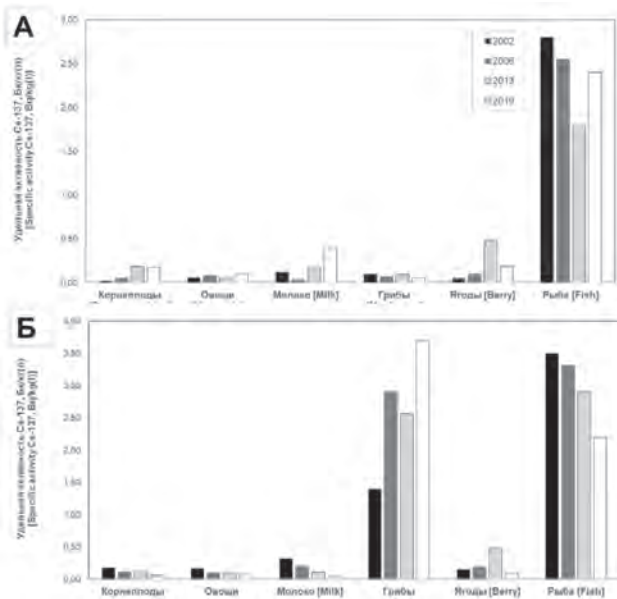 А
Удельная активность Cs-137, Бк/кг(л)
[Specific activity Cs-137, Bq/kg(l)]
3,00
2,50
2,00
1,50
1,00
0,50
0,00
2002
2008
2013
2019
Корнеплоды
Овощи
Молоко [Milk]
Грибы
Ягоды [Berry]
Рыба [Fish]
Б
Удельная активность Cs-137, Бк/кг(л)
[Specific activity Cs-137, Bq/kg(l)]
4,00
3,50
3,00
2,50
2,00
1,50
1,00
0,50
0,00
Корнеплоды
Овощи
Молоко [Milk]
Грибы
Ягоды [Berry]
Рыба [Fish]